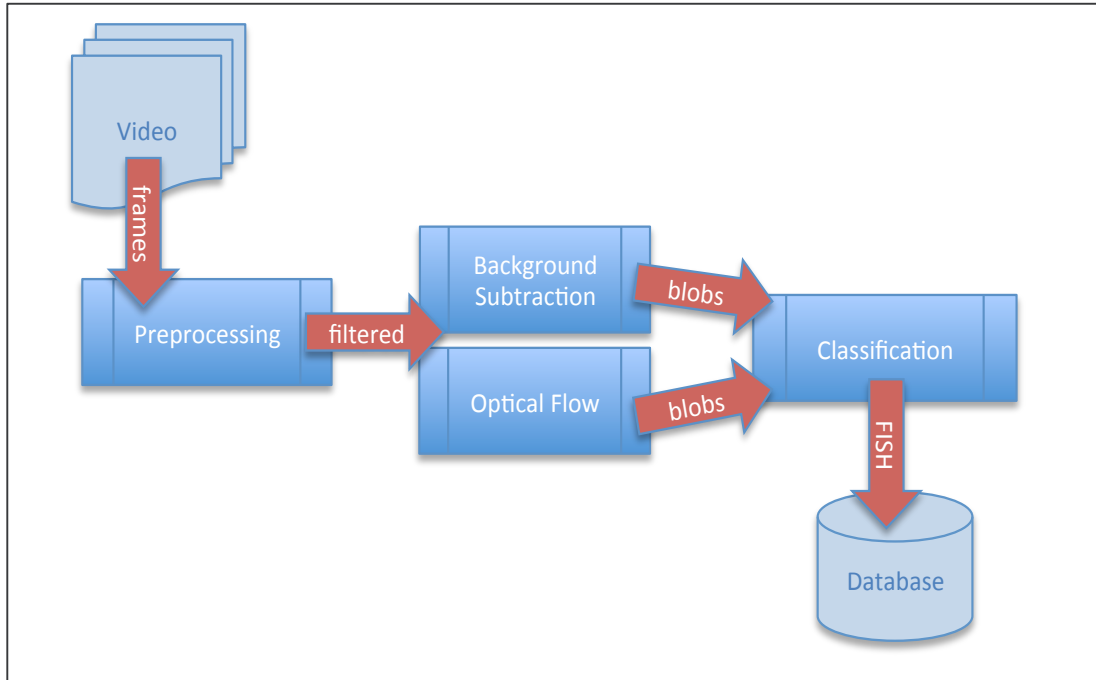 Video
frames
Preprocessing
filtered
Background
Subtraction
Optical Flow
blobs
blobs
Classification
FISH
Database